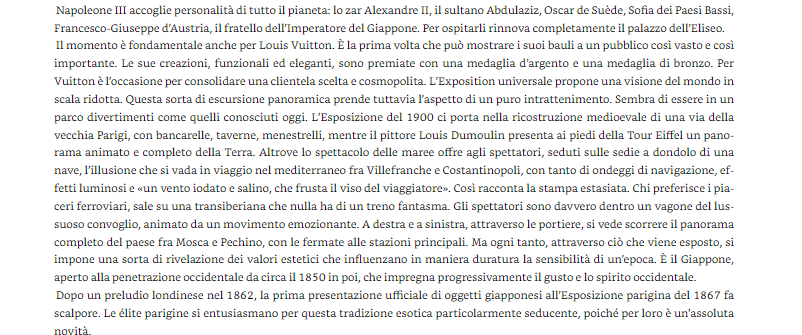 Napoleone III accoglie personalità di tutto il pianeta: lo zar Alexandre II, il sultano Abdulaziz, Oscar de Suède, Sofia dei Paesi Bassi,
Francesco-Giuseppe d'Austria, il fratello dell'Imperatore del Giappone. Per ospitarli rinnova completamente il palazzo dell'Eliseo.
Il momento è fondamentale anche per Louis Vuitton. È la prima volta che può mostrare i suoi bauli a un pubblico così vasto e così
importante. Le sue creazioni, funzionali ed eleganti, sono premiate con una medaglia d'argento e una medaglia di bronzo. Per
Vuitton è l'occasione per consolidare una clientela scelta e cosmopolita. L'Exposition universale propone una visione del mondo in
scala ridotta. Questa sorta di escursione panoramica prende tuttavia l'aspetto di un puro intrattenimento. Sembra di essere in un
parco divertimenti come quelli conosciuti oggi. L'Esposizione del 1900 ci porta nella ricostruzione medioevale di una via della
vecchia Parigi, con bancarelle, taverne, menestrelli, mentre il pittore Louis Dumoulin presenta ai piedi della Tour Eiffel un pano-
rama animato e completo della Terra. Altrove lo spettacolo delle maree offre agli spettatori, seduti sulle sedie a dondolo di una
nave, l'illusione che si vada in viaggio nel mediterraneo fra Villefranche e Costantinopoli, con tanto di ondeggi di navigazione, ef-
fetti luminosi e «un vento iodato e salino, che frusta il viso del viaggiatore». Così racconta la stampa estasiata. Chi preferisce i pia-
ceri ferroviari, sale su una transiberiana che nulla ha di un treno fantasma. Gli spettatori sono davvero dentro un vagone del lus-
suoso convoglio, animato da un movimento emozionante. A destra e a sinistra, attraverso le portiere, si vede scorrere il panorama
completo del paese fra Mosca e Pechino, con le fermate alle stazioni principali. Ma ogni tanto, attraverso ciò che viene esposto, si
impone una sorta di rivelazione dei valori estetici che influenzano in maniera duratura la sensibilità di un'epoca. È il Giappone,
aperto alla penetrazione occidentale da circa il 1850 in poi, che impregna progressivamente il gusto e lo spirito occidentale.
Dopo un preludio londinese nel 1862, la prima presentazione ufficiale di oggetti giapponesi all'Esposizione parigina del 1867 fa
scalpore. Le élite parigine si entusiasmano per questa tradizione esotica particolarmente seducente, poiché per loro è un'assoluta
novità.